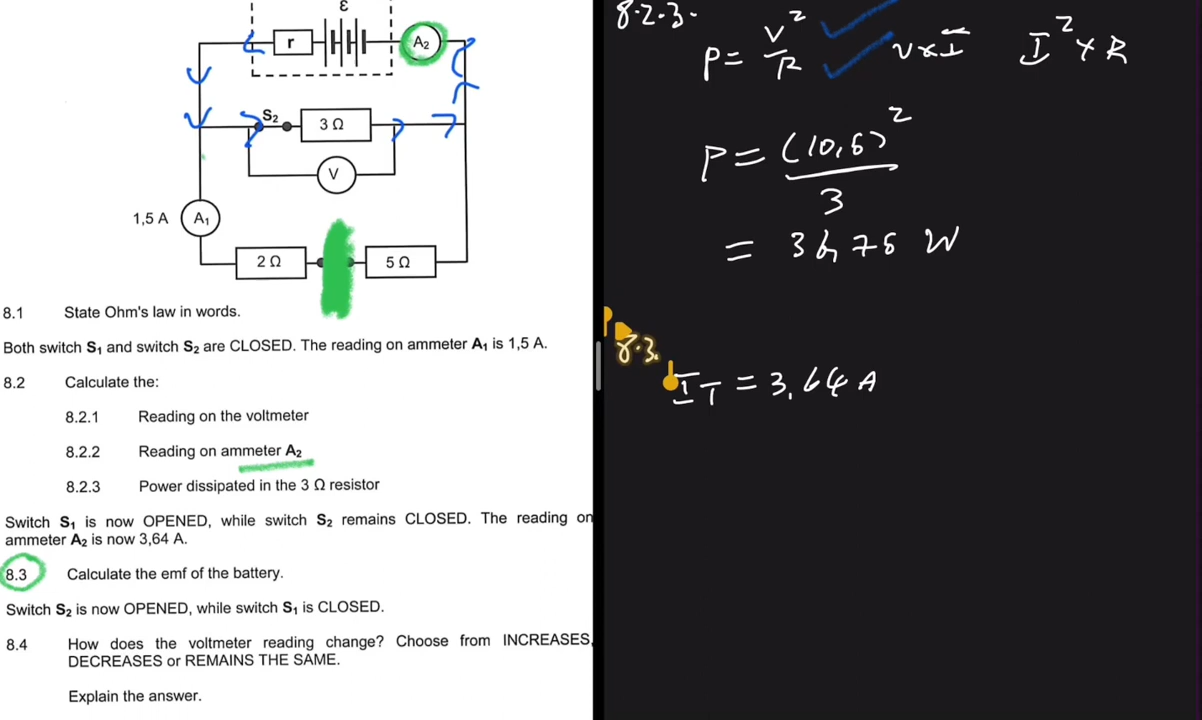 ε
r
A₂
S₂
3 Ω
V
1,5 A
A₁
2 Ω
5 Ω
8.1 State Ohm's law in words.
Both switch S₁ and switch S₂ are CLOSED. The reading on ammeter A₁ is 1,5 A.
8.2 Calculate the:
8.2.1 Reading on the voltmeter
8.2.2 Reading on ammeter A₂
8.2.3 Power dissipated in the 3 Ω resistor
Switch S₁ is now OPENED, while switch S₂ remains CLOSED. The reading on
ammeter A₂ is now 3,64 A.
8.3 Calculate the emf of the battery.
Switch S₂ is now OPENED, while switch S₁ is CLOSED.
8.4 How does the voltmeter reading change? Choose from INCREASES,
DECREASES or REMAINS THE SAME.
Explain the answer.
8.2.3.
P = V²/R V×I I²×R
P = (10,5)²/3
= 36,75 W
8.3.
I_T = 3,64 A